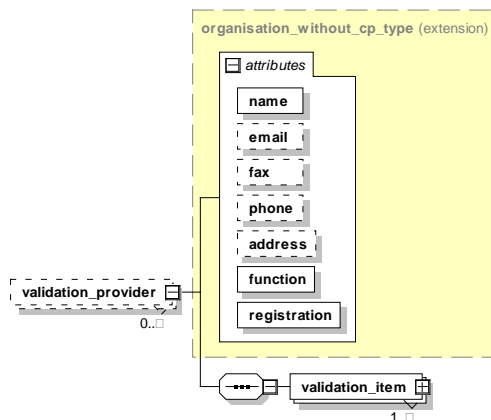 organisation_without_cp_type (extension)
attributes
name
email
fax
phone
address
function
registration
validation_provider
0..□
validation_item
1..□